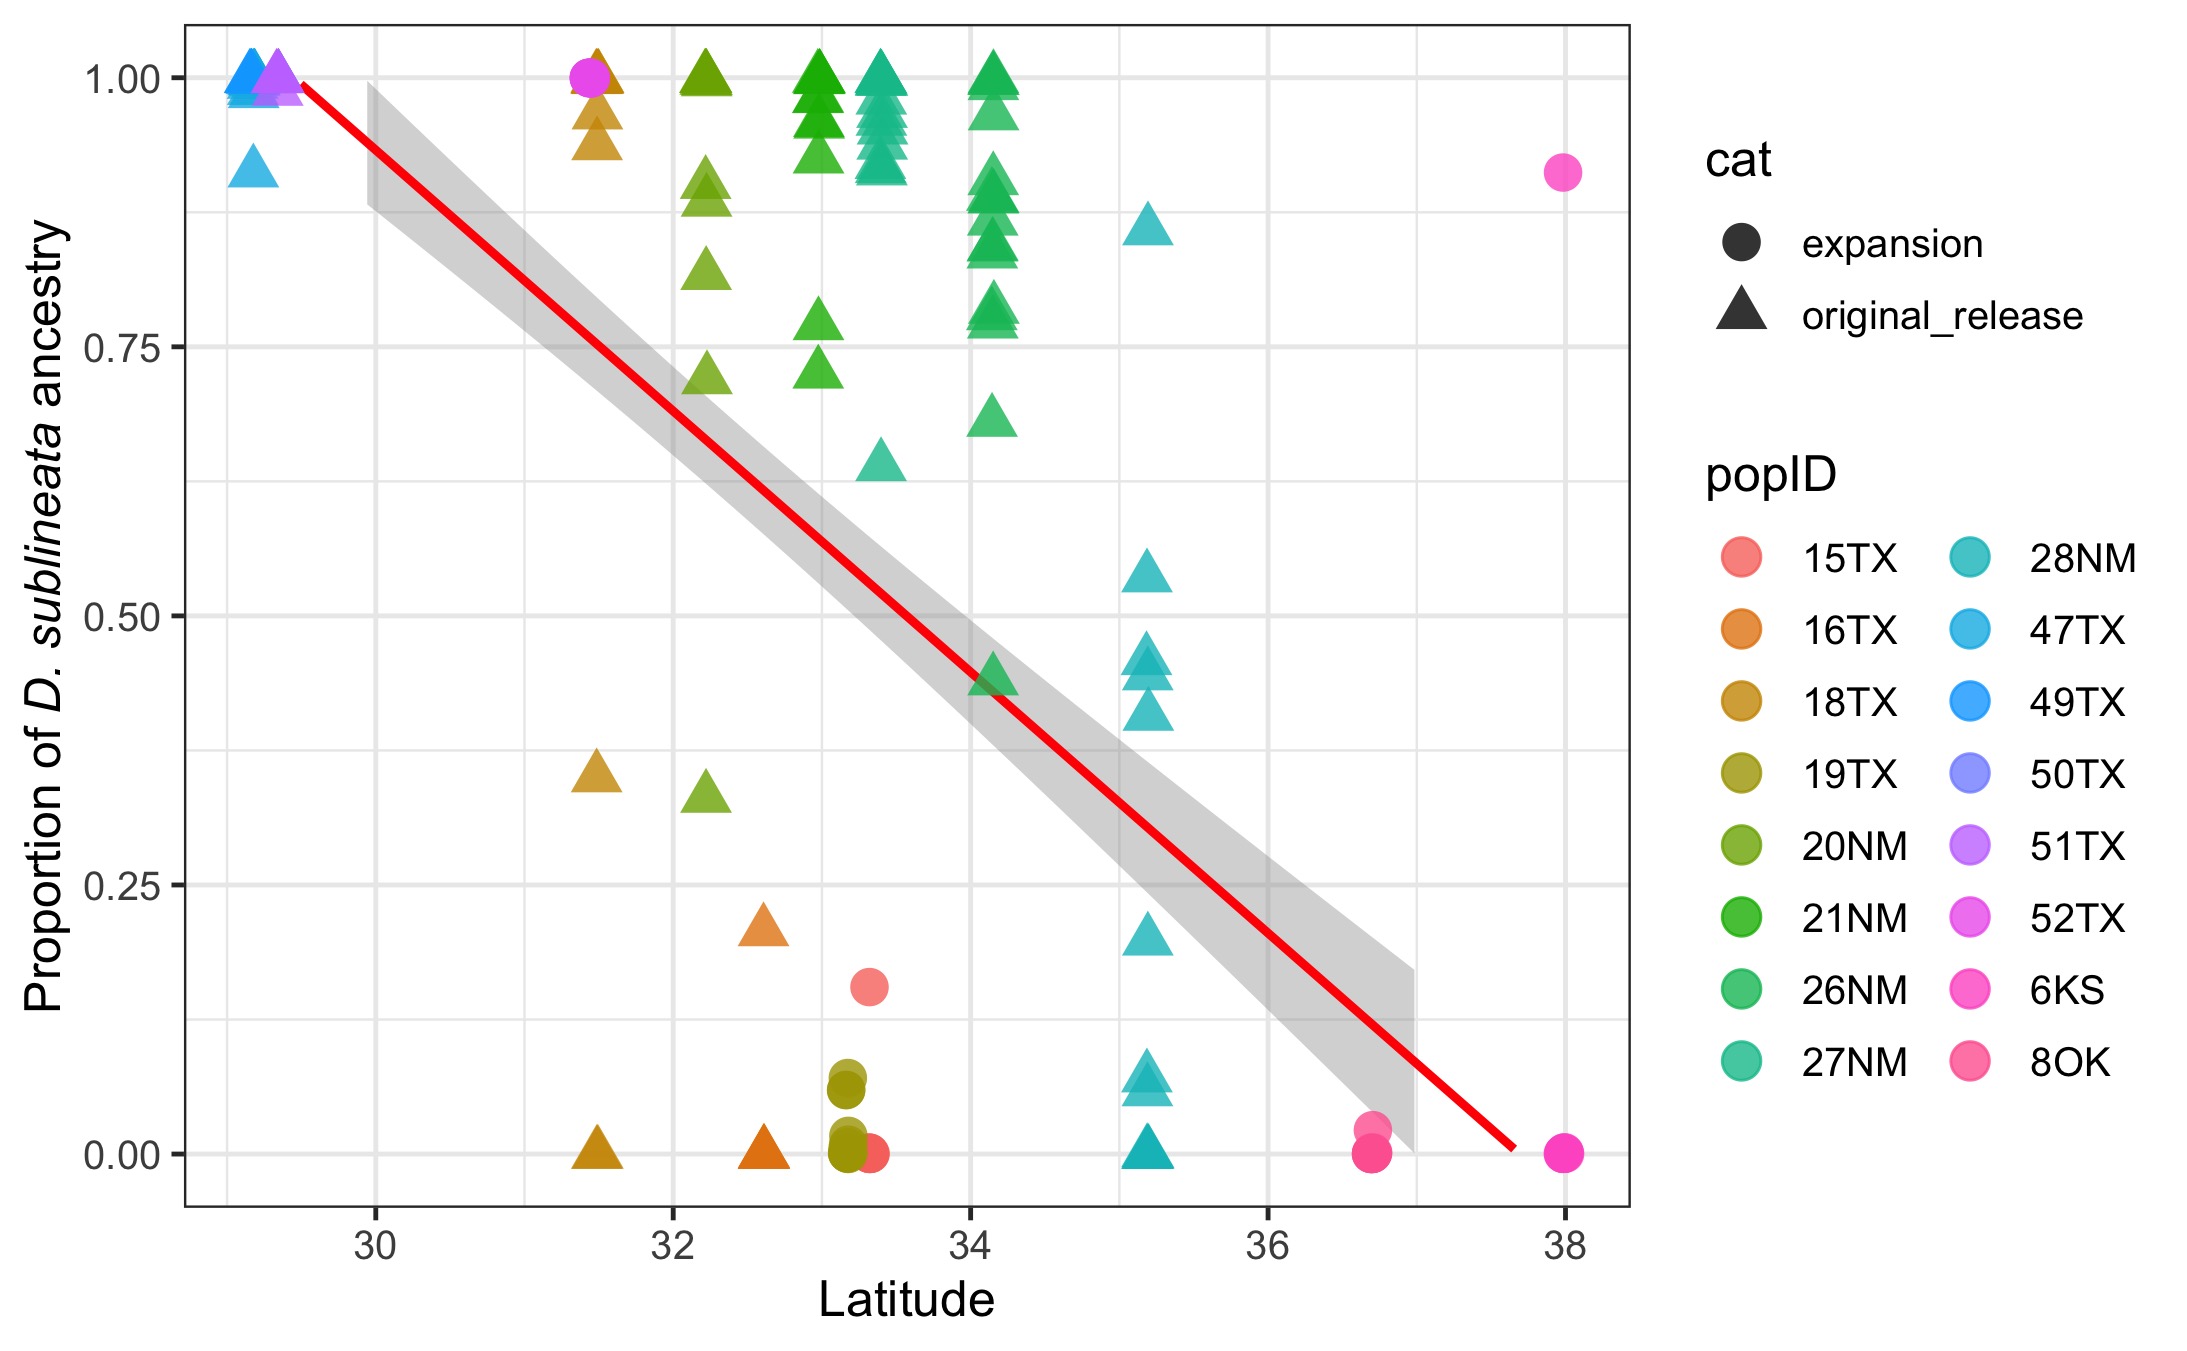 Proportion of D. sublineata ancestry
1.00
0.75
0.50
0.25
0.00
30 32 34 36 38
Latitude
cat
expansion
original_release
popID
15TX 28NM
16TX 47TX
18TX 49TX
19TX 50TX
20NM 51TX
21NM 52TX
26NM 6KS
27NM 8OK